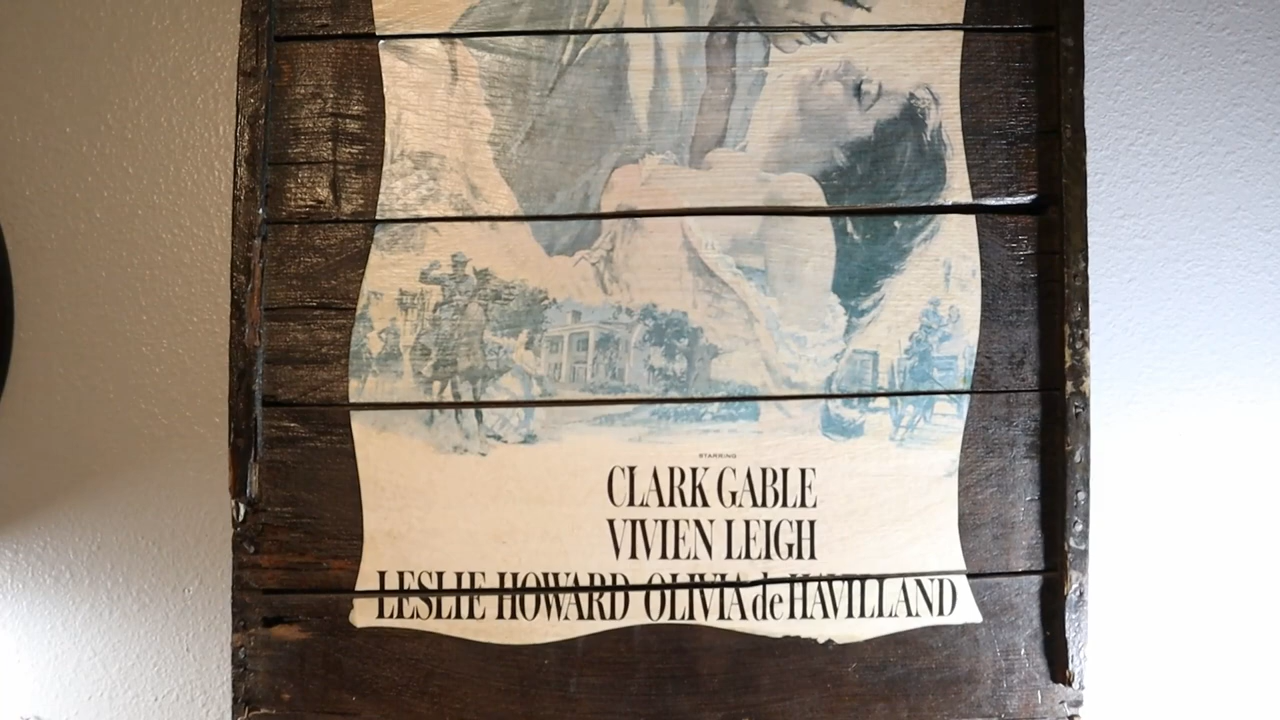 STARRING
CLARK GABLE
VIVIEN LEIGH
LESLIE HOWARD OLIVIA de HAVILLAND